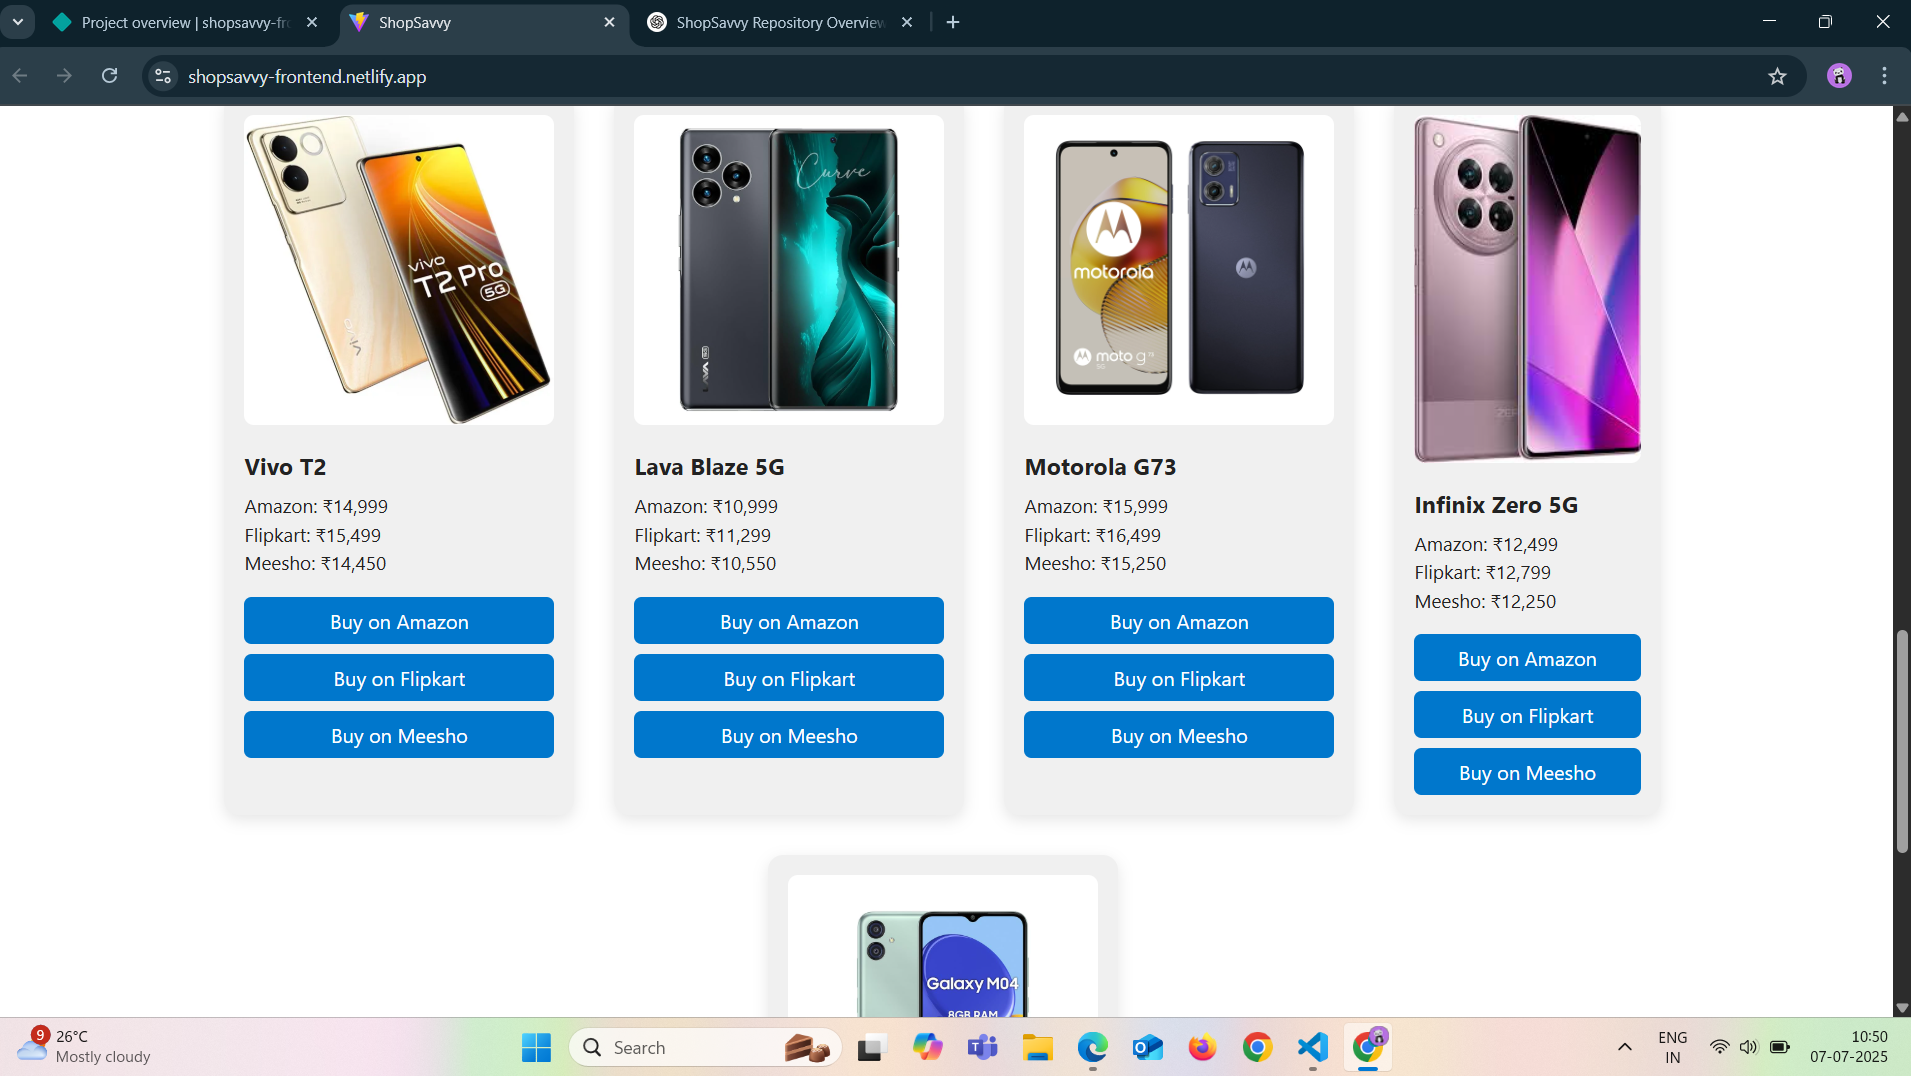 Project overview | shopsavvy-fr
ShopSavvy
ShopSavvy Repository Overview
shopsavvy-frontend.netlify.app
vivo
T2 Pro
5G
vivo
Curve
LAVA 5G
motorola
moto g 73
5G
ZERO
Vivo T2
Amazon: ₹14,999
Flipkart: ₹15,499
Meesho: ₹14,450
Buy on Amazon
Buy on Flipkart
Buy on Meesho
Lava Blaze 5G
Amazon: ₹10,999
Flipkart: ₹11,299
Meesho: ₹10,550
Buy on Amazon
Buy on Flipkart
Buy on Meesho
Motorola G73
Amazon: ₹15,999
Flipkart: ₹16,499
Meesho: ₹15,250
Buy on Amazon
Buy on Flipkart
Buy on Meesho
Infinix Zero 5G
Amazon: ₹12,499
Flipkart: ₹12,799
Meesho: ₹12,250
Buy on Amazon
Buy on Flipkart
Buy on Meesho
Galaxy M04
8GB RAM
9
26°C
Mostly cloudy
Search
ENG
IN
10:50
07-07-2025